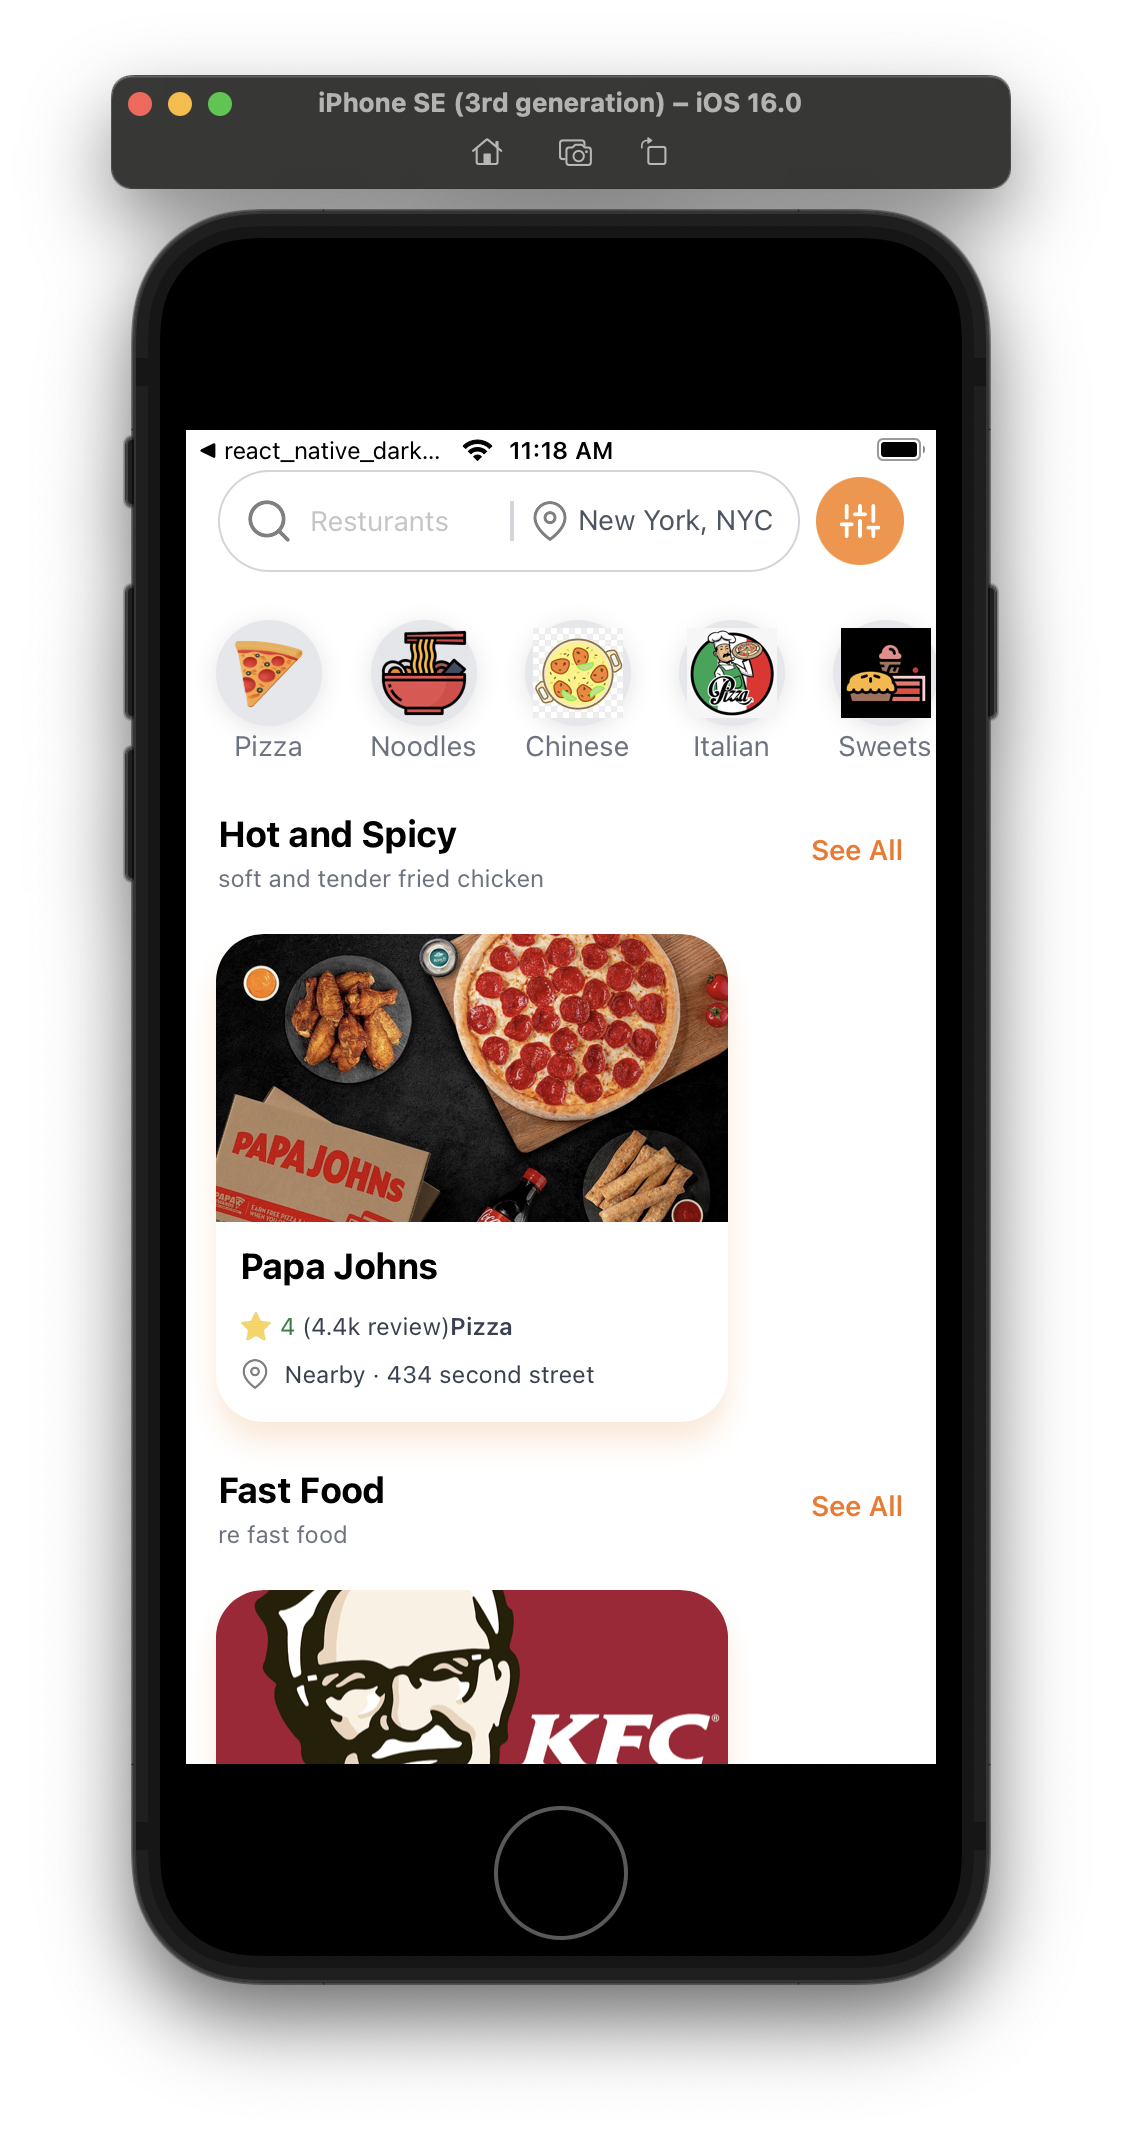 iPhone SE (3rd generation) – iOS 16.0
react_native_dark... 11:18 AM
Resturants New York, NYC
Pizza
Pizza Noodles Chinese Italian Sweets
Hot and Spicy
See All
soft and tender fried chicken
PAPA JOHNS
Papa Johns
4 (4.4k review)Pizza
Nearby · 434 second street
Fast Food
See All
re fast food
KFC®